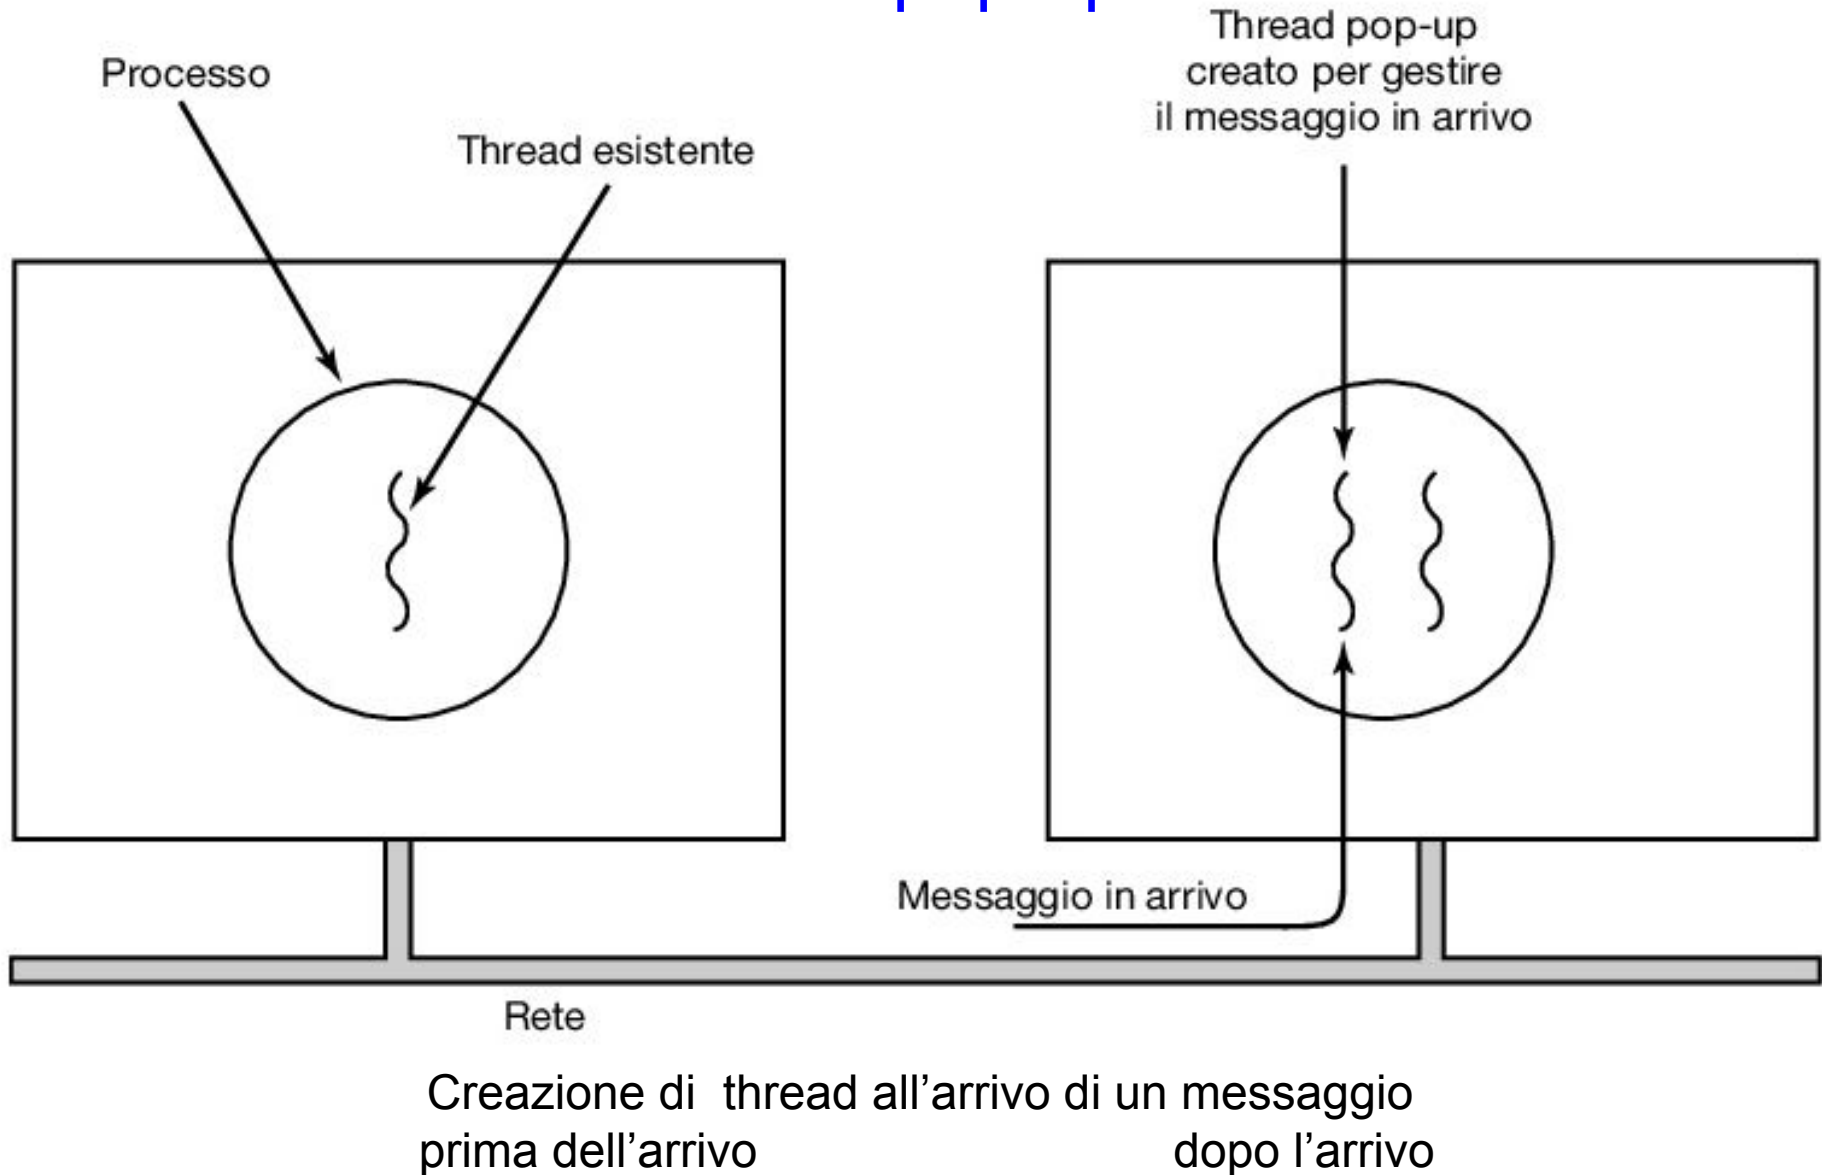 Processo
Thread esistente
Thread pop-up
creato per gestire
il messaggio in arrivo
Messaggio in arrivo
Rete
Creazione di thread all’arrivo di un messaggio
prima dell’arrivo dopo l’arrivo